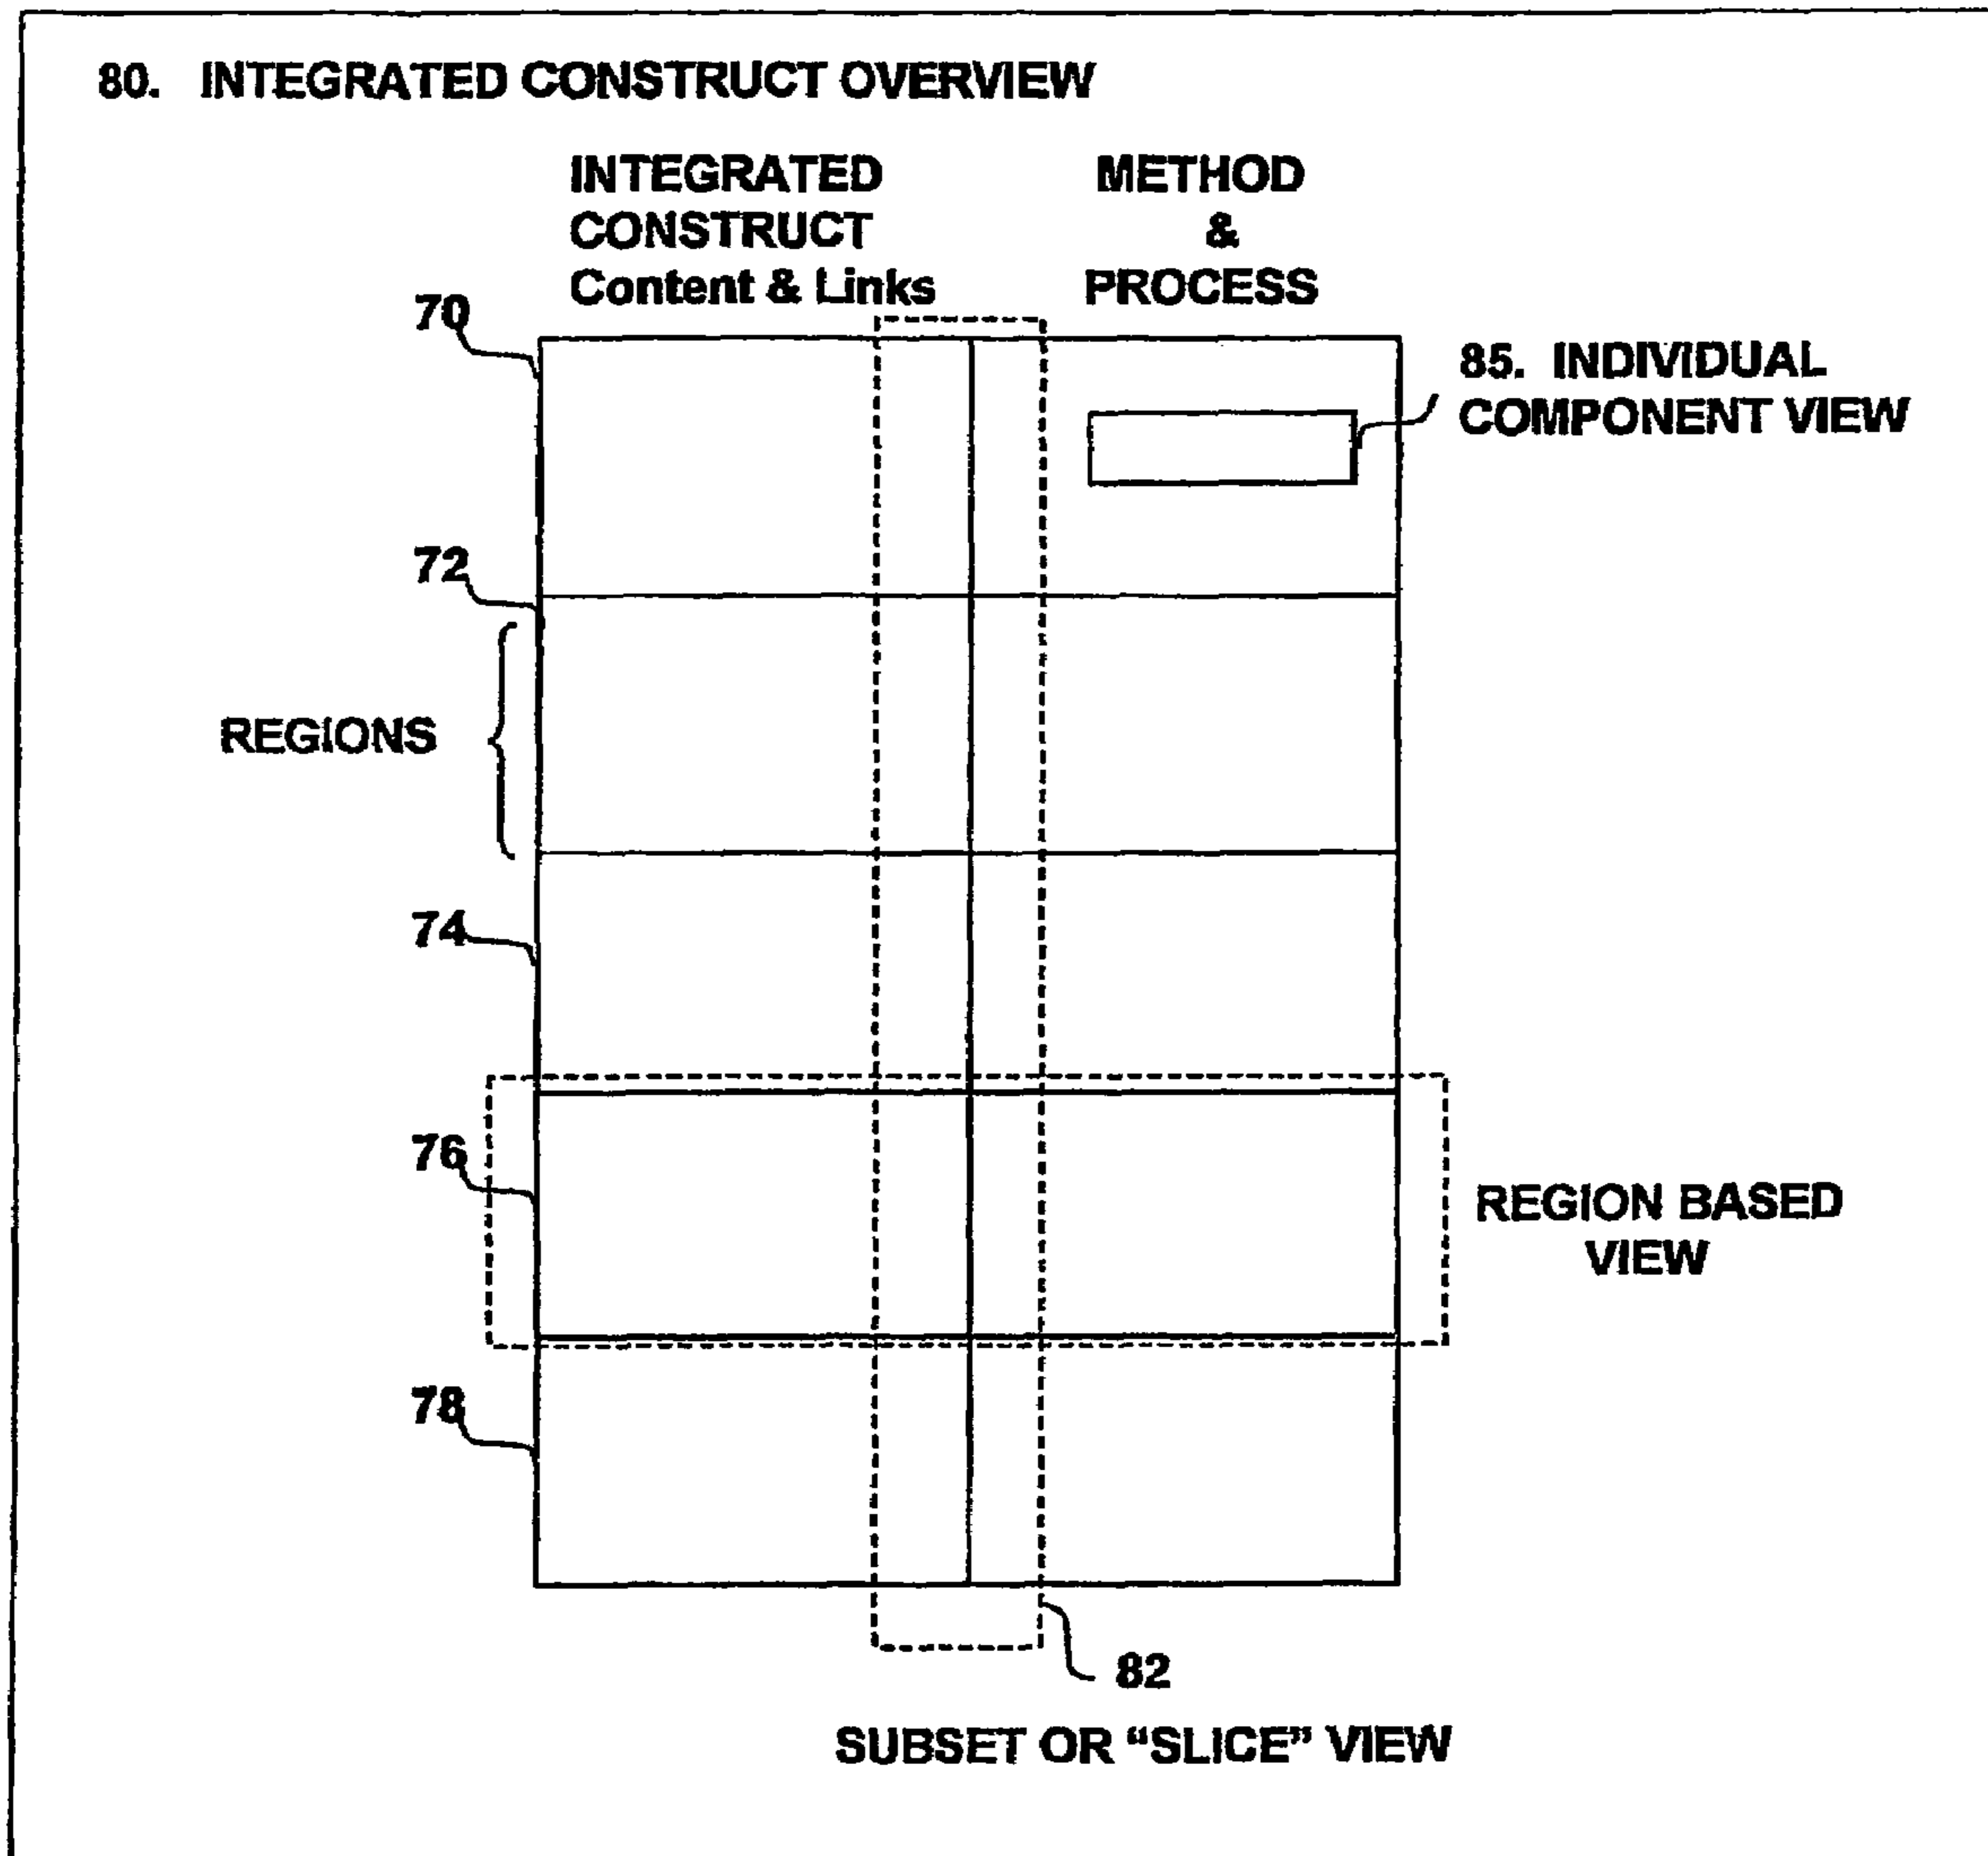 80. INTEGRATED CONSTRUCT OVERVIEW
INTEGRATED
CONSTRUCT
Content & Links
METHOD
&
PROCESS
70
85. INDIVIDUAL
COMPONENT VIEW
72
REGIONS
74
76
REGION BASED
VIEW
78
82
SUBSET OR “SLICE” VIEW